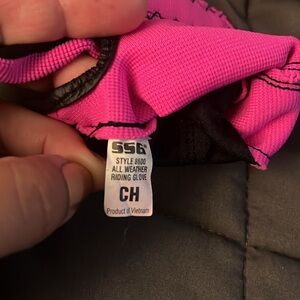 SSG
STYLE 8600
ALL WEATHER
RIDING GLOVE
CH
Product of Vietnam